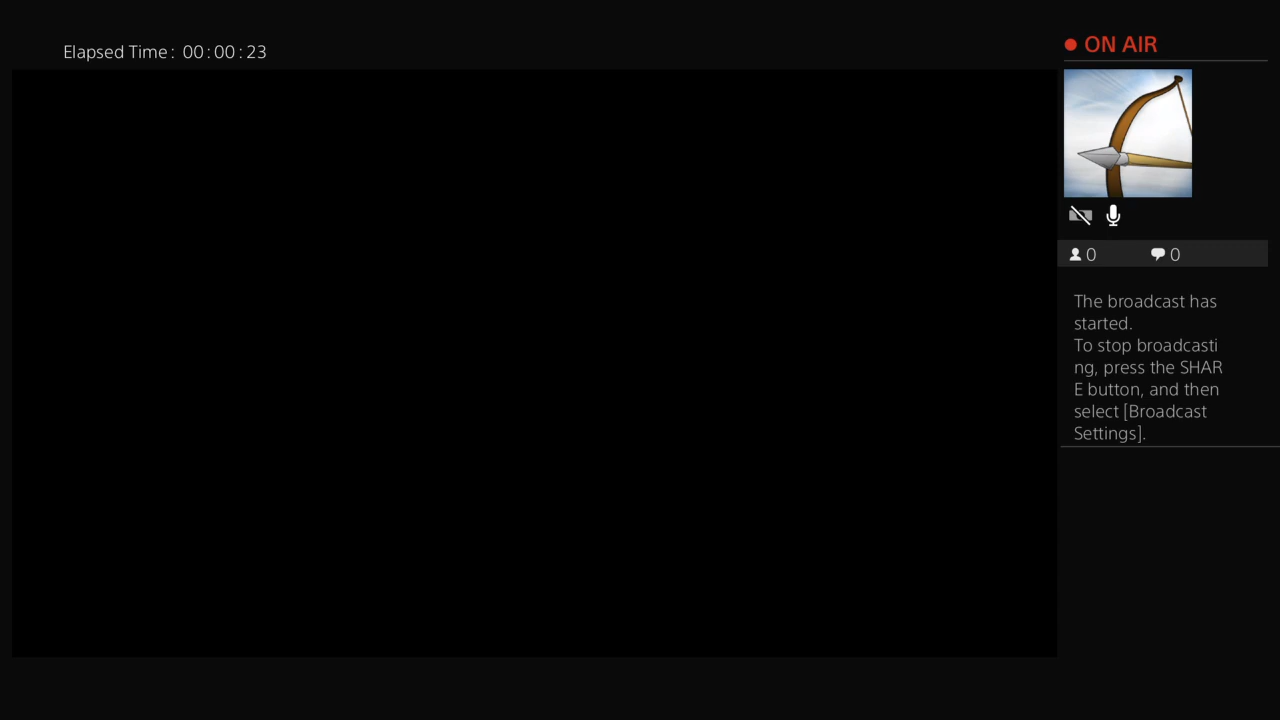 Elapsed Time: 00:00:23
ON AIR
0
0
The broadcast has
started.
To stop broadcasti
ng, press the SHAR
E button, and then
select [Broadcast
Settings].